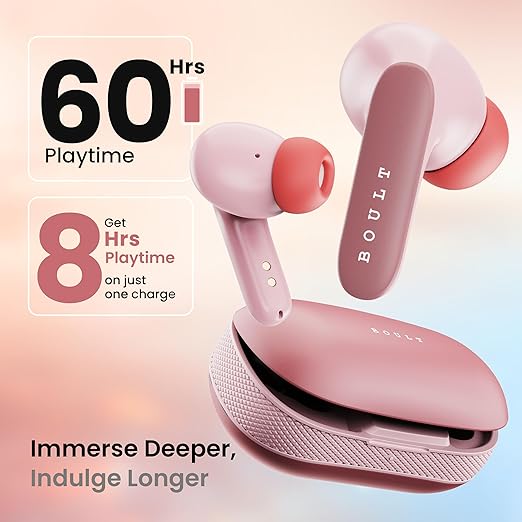 60 Hrs
Playtime
8
Get
Hrs
Playtime
on just
one charge
BOULT
BOULT
Immerse Deeper,
Indulge Longer